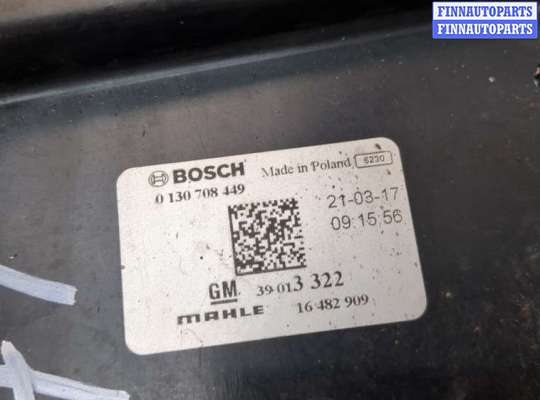 FINNAUTOPARTS
FINNAUTOPARTS
BOSCH Made in Poland 6230
0 130 708 449
21-03-17
09:15:56
GM 39 013 322
MAHLE 16 482 909